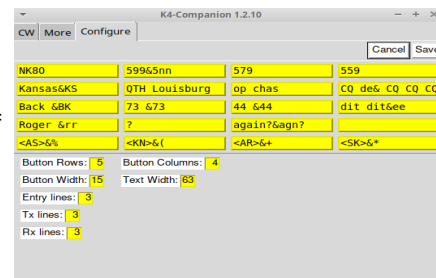 K4-Companion 1.2.10
CW More Configure
Cancel Save
NK8O 599&5nn 579 559
Kansas&KS QTH Louisburg op chas CQ de& CQ CQ CQ
Back &BK 73 &73 44 &44 dit dit&ee
Roger &rr ? again?&agn?
<AS>&% <KN>&( <AR>&+ <SK>&*
Button Rows: 5 Button Columns: 4
Button Width: 15 Text Width: 63
Entry lines: 3
Tx lines: 3
Rx lines: 3